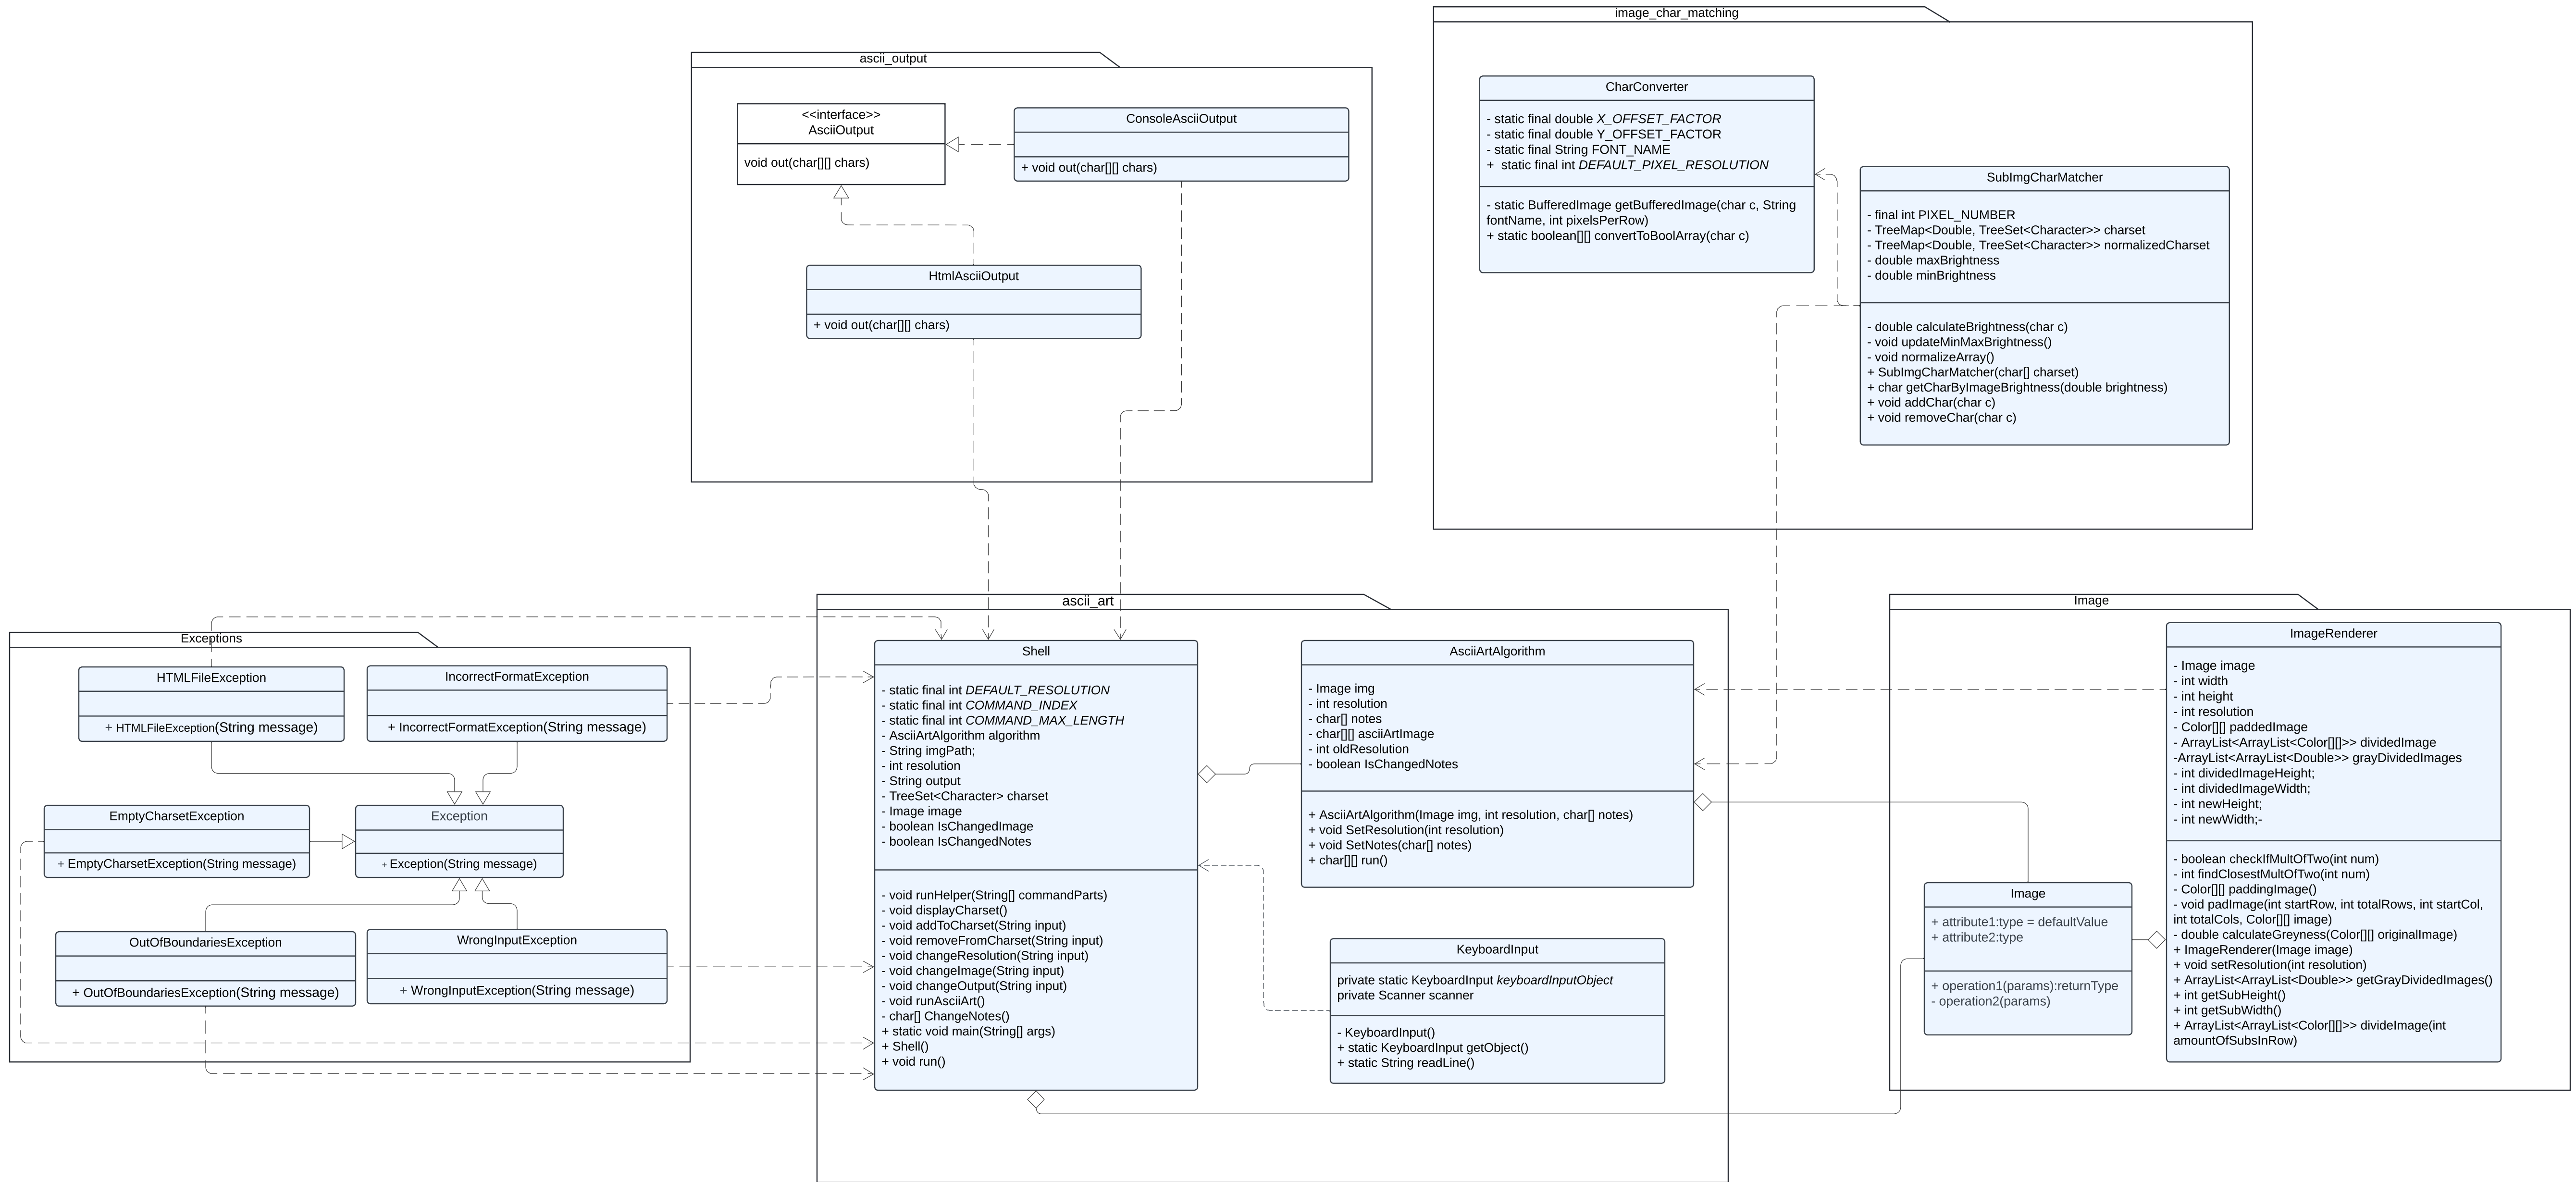 image_char_matching
ascii_output
<<interface>>
AsciiOutput
void out(char[][] chars)
ConsoleAsciiOutput
+ void out(char[][] chars)
HtmlAsciiOutput
+ void out(char[][] chars)
CharConverter
- static final double X_OFFSET_FACTOR
- static final double Y_OFFSET_FACTOR
- static final String FONT_NAME
+  static final int DEFAULT_PIXEL_RESOLUTION
- static BufferedImage getBufferedImage(char c, String
fontName, int pixelsPerRow)
+ static boolean[][] convertToBoolArray(char c)
SubImgCharMatcher
- final int PIXEL_NUMBER
- TreeMap<Double, TreeSet<Character>> charset
- TreeMap<Double, TreeSet<Character>> normalizedCharset
- double maxBrightness
- double minBrightness
- double calculateBrightness(char c)
- void updateMinMaxBrightness()
- void normalizeArray()
+ SubImgCharMatcher(char[] charset)
+ char getCharByImageBrightness(double brightness)
+ void addChar(char c)
+ void removeChar(char c)
Exceptions
HTMLFileException
+ HTMLFileException(String message)
IncorrectFormatException
+ IncorrectFormatException(String message)
EmptyCharsetException
+ EmptyCharsetException(String message)
Exception
+ Exception(String message)
OutOfBoundariesException
+ OutOfBoundariesException(String message)
WrongInputException
+ WrongInputException(String message)
ascii_art
Shell
- static final int DEFAULT_RESOLUTION
- static final int COMMAND_INDEX
- static final int COMMAND_MAX_LENGTH
- AsciiArtAlgorithm algorithm
- String imgPath;
- int resolution
- String output
- TreeSet<Character> charset
- Image image
- boolean IsChangedImage
- boolean IsChangedNotes
- void runHelper(String[] commandParts)
- void displayCharset()
- void addToCharset(String input)
- void removeFromCharset(String input)
- void changeResolution(String input)
- void changeImage(String input)
- void changeOutput(String input)
- void runAsciiArt()
- char[] ChangeNotes()
+ static void main(String[] args)
+ Shell()
+ void run()
AsciiArtAlgorithm
- Image img
- int resolution
- char[] notes
- char[][] asciiArtImage
- int oldResolution
- boolean IsChangedNotes
+ AsciiArtAlgorithm(Image img, int resolution, char[] notes)
+ void SetResolution(int resolution)
+ void SetNotes(char[] notes)
+ char[][] run()
KeyboardInput
private static KeyboardInput keyboardInputObject
private Scanner scanner
- KeyboardInput()
+ static KeyboardInput getObject()
+ static String readLine()
Image
ImageRenderer
- Image image
- int width
- int height
- int resolution
- Color[][] paddedImage
- ArrayList<ArrayList<Color[][]>> dividedImage
-ArrayList<ArrayList<Double>> grayDividedImages
- int dividedImageHeight;
- int dividedImageWidth;
- int newHeight;
- int newWidth;-
- boolean checkIfMultOfTwo(int num)
- int findClosestMultOfTwo(int num)
- Color[][] paddingImage()
- void padImage(int startRow, int totalRows, int startCol,
int totalCols, Color[][] image)
- double calculateGreyness(Color[][] originalImage)
+ ImageRenderer(Image image)
+ void setResolution(int resolution)
+ ArrayList<ArrayList<Double>> getGrayDividedImages()
+ int getSubHeight()
+ int getSubWidth()
+ ArrayList<ArrayList<Color[][]>> divideImage(int
amountOfSubsInRow)
Image
+ attribute1:type = defaultValue
+ attribute2:type
+ operation1(params):returnType
- operation2(params)